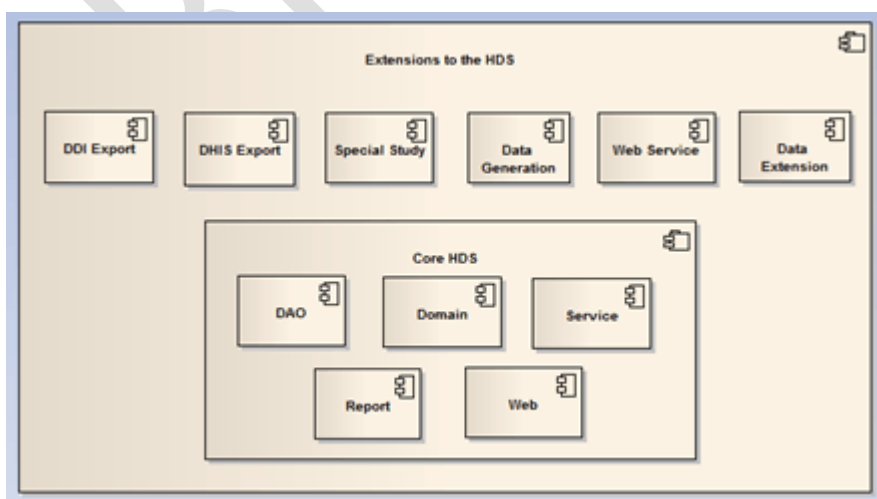 Extensions to the HDS
DDI Export
DHIS Export
Special Study
Data
Generation
Web Service
Data
Extension
Core HDS
DAO
Domain
Service
Report
Web